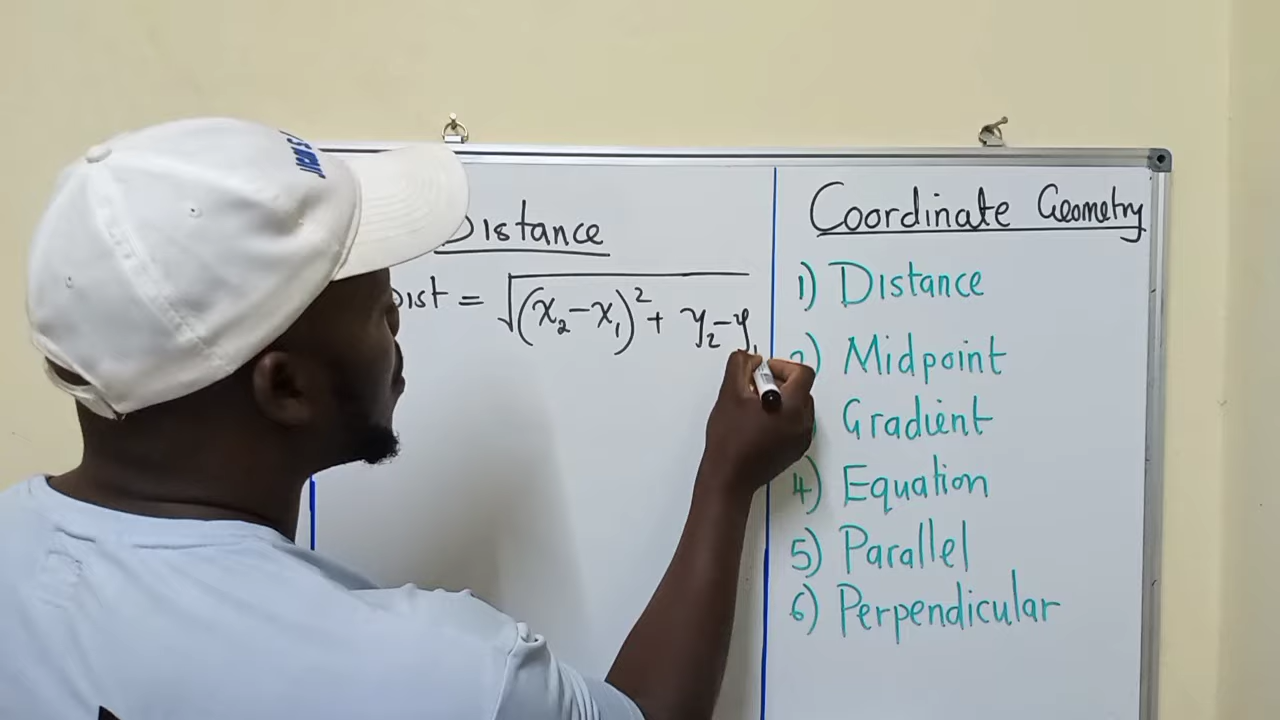 Distance
Dist = √(x₂-x₁)² + y₂-y₁
Coordinate Geometry
1) Distance
2) Midpoint
Gradient
4) Equation
5) Parallel
6) Perpendicular